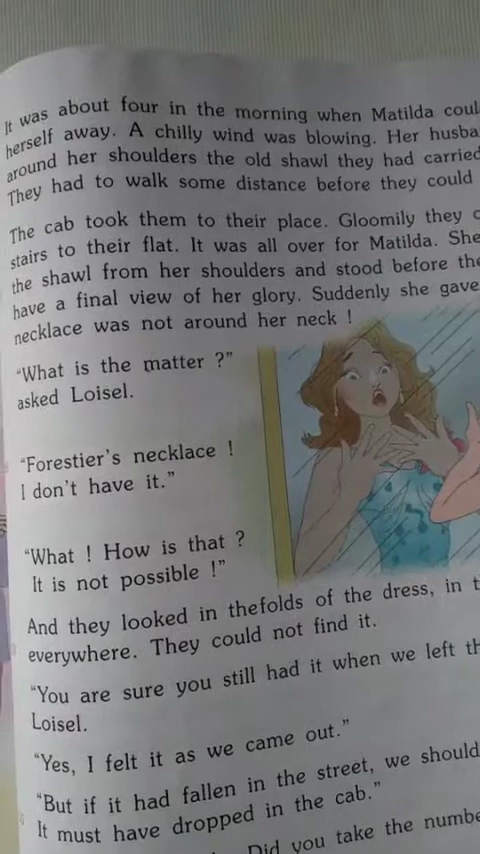 It was about four in the morning when Matilda
herself away. A chilly wind was blowing. Her
around her shoulders the old shawl they had carried
They had to walk some distance before they could
The cab took them to their place. Gloomily they
stairs to their flat. It was all over for Matilda. She
the shawl from her shoulders and stood before
have a final view of her glory. Suddenly she gave
necklace was not around her neck !
“What is the matter ?”
asked Loisel.
“Forestier’s necklace !
I don’t have it.”
“What ! How is that ?
It is not possible !”
And they looked in thefolds of the dress, in
everywhere. They could not find it.
“You are sure you still had it when we left
Loisel.
“Yes, I felt it as we came out.”
“But if it had fallen in the street, we should
It must have dropped in the cab.”
Did you take the